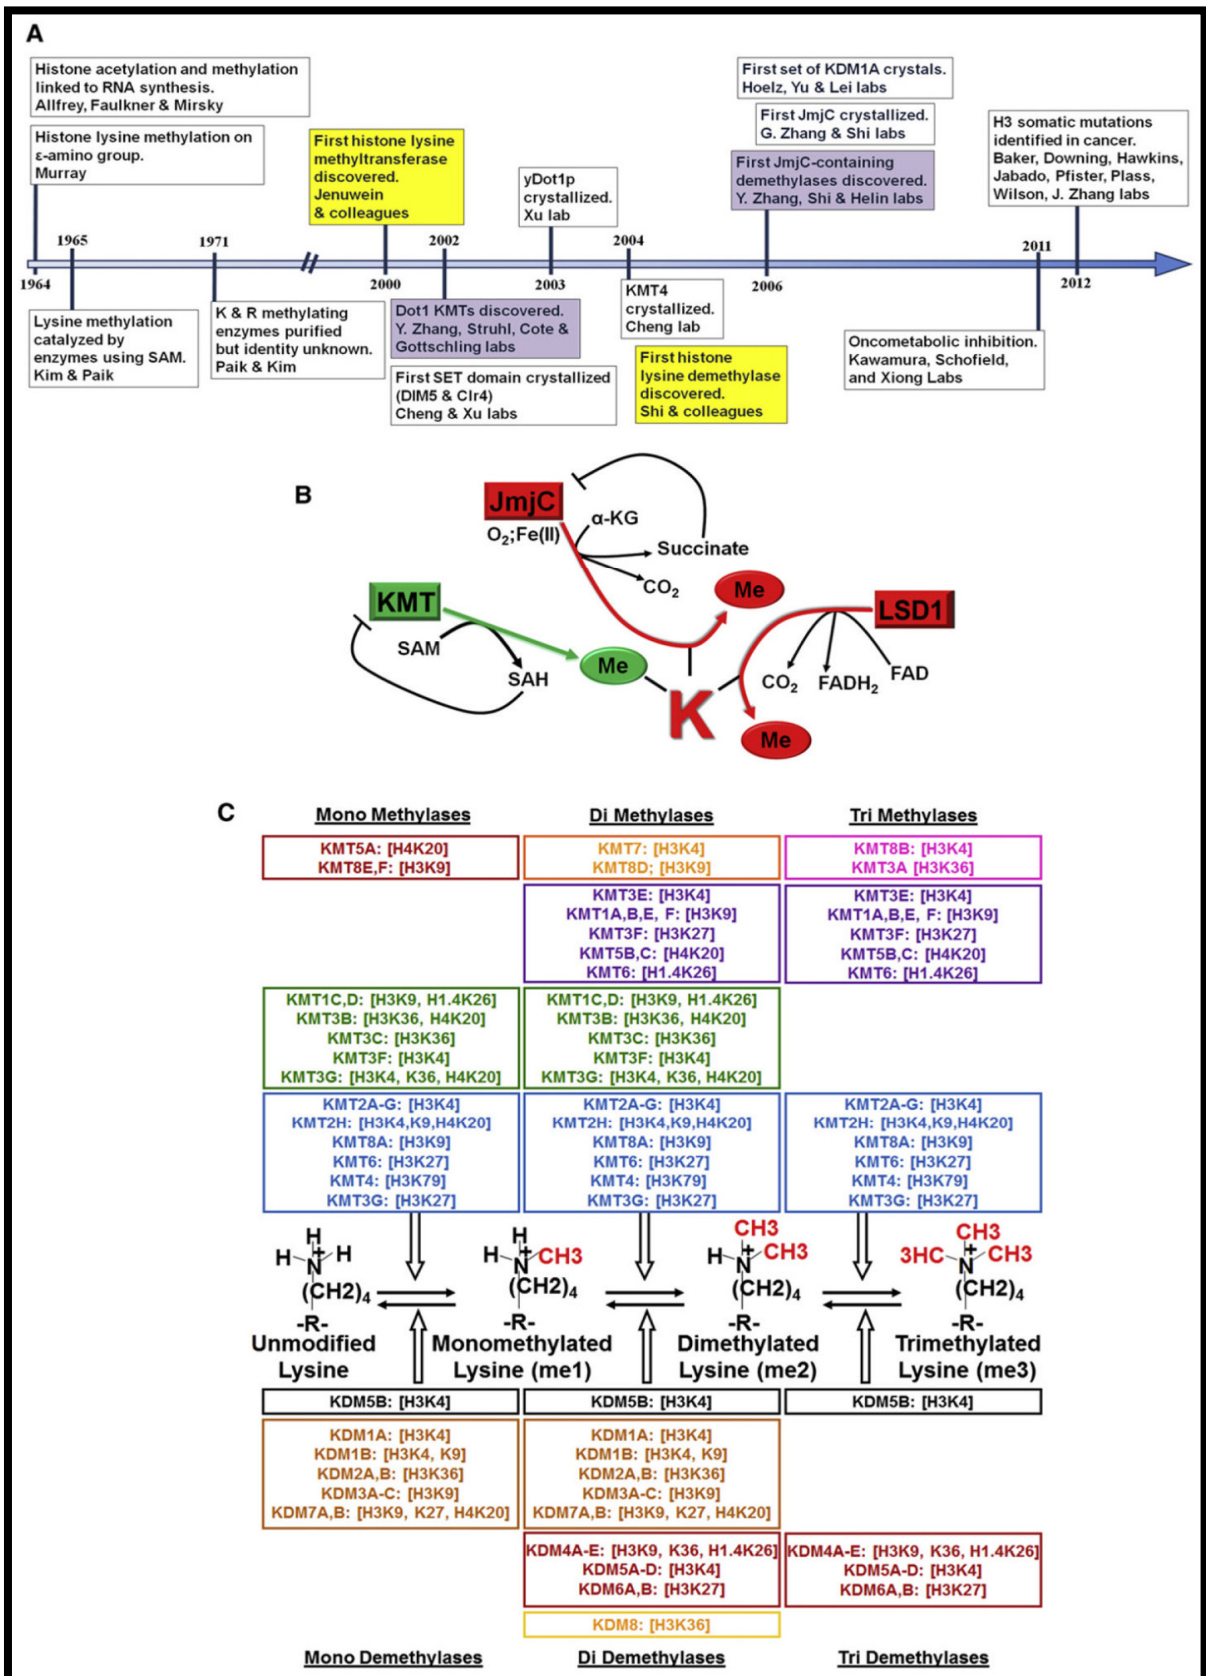 A
Histone acetylation and methylation
linked to RNA synthesis.
Allfrey, Faulkner & Mirsky
Histone lysine methylation on
ε-amino group.
Murray
First histone lysine
methyltransferase
discovered.
Jenuwein
& colleagues
yDot1p
crystallized.
Xu lab
First set of KDM1A crystals.
Hoelz, Yu & Lei labs
First JmjC crystallized.
G. Zhang & Shi labs
First JmjC-containing
demethylases discovered.
Y. Zhang, Shi & Helin labs
H3 somatic mutations
identified in cancer.
Baker, Downing, Hawkins,
Jabado, Pfister, Plass,
Wilson, J. Zhang labs
1965
1971
2002
2004
2011
1964
2000
2003
2006
2012
Lysine methylation
catalyzed by
enzymes using SAM.
Kim & Paik
K & R methylating
enzymes purified
but identity unknown.
Paik & Kim
Dot1 KMTs discovered.
Y. Zhang, Struhl, Cote &
Gottschling labs
First SET domain crystallized
(DIM5 & Clr4)
Cheng & Xu labs
KMT4
crystallized.
Cheng lab
First histone
lysine demethylase
discovered.
Shi & colleagues
Oncometabolic inhibition.
Kawamura, Schofield,
and Xiong Labs
B
JmjC
O2;Fe(II)
α-KG
Succinate
CO2
Me
KMT
SAM
SAH
Me
K
LSD1
CO2
FADH2
FAD
Me
C
Mono Methylases
Di Methylases
Tri Methylases
KMT5A: [H4K20]
KMT8E,F: [H3K9]
KMT7: [H3K4]
KMT8D; [H3K9]
KMT8B: [H3K4]
KMT3A [H3K36]
KMT3E: [H3K4]
KMT1A,B,E, F: [H3K9]
KMT3F: [H3K27]
KMT5B,C: [H4K20]
KMT6: [H1.4K26]
KMT3E: [H3K4]
KMT1A,B,E, F: [H3K9]
KMT3F: [H3K27]
KMT5B,C: [H4K20]
KMT6: [H1.4K26]
KMT1C,D: [H3K9, H1.4K26]
KMT3B: [H3K36, H4K20]
KMT3C: [H3K36]
KMT3F: [H3K4]
KMT3G: [H3K4, K36, H4K20]
KMT1C,D: [H3K9, H1.4K26]
KMT3B: [H3K36, H4K20]
KMT3C: [H3K36]
KMT3F: [H3K4]
KMT3G: [H3K4, K36, H4K20]
KMT2A-G: [H3K4]
KMT2H: [H3K4,K9,H4K20]
KMT8A: [H3K9]
KMT6: [H3K27]
KMT4: [H3K79]
KMT3G: [H3K27]
KMT2A-G: [H3K4]
KMT2H: [H3K4,K9,H4K20]
KMT8A: [H3K9]
KMT6: [H3K27]
KMT4: [H3K79]
KMT3G: [H3K27]
KMT2A-G: [H3K4]
KMT2H: [H3K4,K9,H4K20]
KMT8A: [H3K9]
KMT6: [H3K27]
KMT4: [H3K79]
KMT3G: [H3K27]
H
H + H
N
(CH2)4
-R-
Unmodified
Lysine
H
H + CH3
N
(CH2)4
-R-
Monomethylated
Lysine (me1)
CH3
H + CH3
N
(CH2)4
-R-
Dimethylated
Lysine (me2)
CH3
3HC + CH3
N
(CH2)4
-R-
Trimethylated
Lysine (me3)
KDM5B: [H3K4]
KDM5B: [H3K4]
KDM5B: [H3K4]
KDM1A: [H3K4]
KDM1B: [H3K4, K9]
KDM2A,B: [H3K36]
KDM3A-C: [H3K9]
KDM7A,B: [H3K9, K27, H4K20]
KDM1A: [H3K4]
KDM1B: [H3K4, K9]
KDM2A,B: [H3K36]
KDM3A-C: [H3K9]
KDM7A,B: [H3K9, K27, H4K20]
KDM4A-E: [H3K9, K36, H1.4K26]
KDM5A-D: [H3K4]
KDM6A,B: [H3K27]
KDM4A-E: [H3K9, K36, H1.4K26]
KDM5A-D: [H3K4]
KDM6A,B: [H3K27]
KDM8: [H3K36]
Mono Demethylases
Di Demethylases
Tri Demethylases